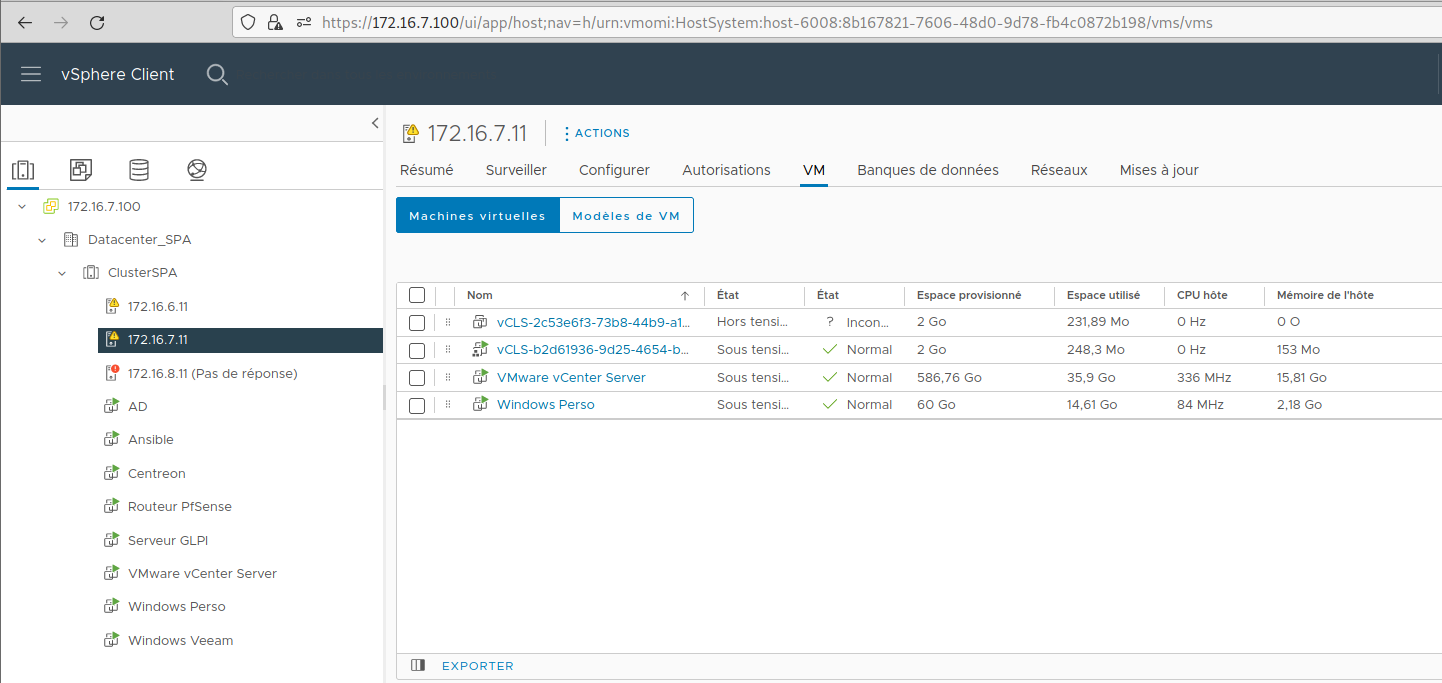 https://172.16.7.100/ui/app/host;nav=h/urn:vmomi:HostSystem:host-6008:8b167821-7606-48d0-9d78-fb4c0872b198/vms/vms
vSphere Client
172.16.7.11 ACTIONS
Résumé Surveiller Configurer Autorisations VM Banques de données Réseaux Mises à jour
172.16.7.100
Datacenter_SPA
ClusterSPA
172.16.6.11
172.16.7.11
172.16.8.11 (Pas de réponse)
AD
Ansible
Centreon
Routeur PfSense
Serveur GLPI
VMware vCenter Server
Windows Perso
Windows Veeam
Machines virtuelles Modèles de VM
Nom État État Espace provisionné Espace utilisé CPU hôte Mémoire de l'hôte
vCLS-2c53e6f3-73b8-44b9-a1... Hors tensi... ? Incon... 2 Go 231,89 Mo 0 Hz 0 O
vCLS-b2d61936-9d25-4654-b... Sous tensi... Normal 2 Go 248,3 Mo 0 Hz 153 Mo
VMware vCenter Server Sous tensi... Normal 586,76 Go 35,9 Go 336 MHz 15,81 Go
Windows Perso Sous tensi... Normal 60 Go 14,61 Go 84 MHz 2,18 Go
EXPORTER